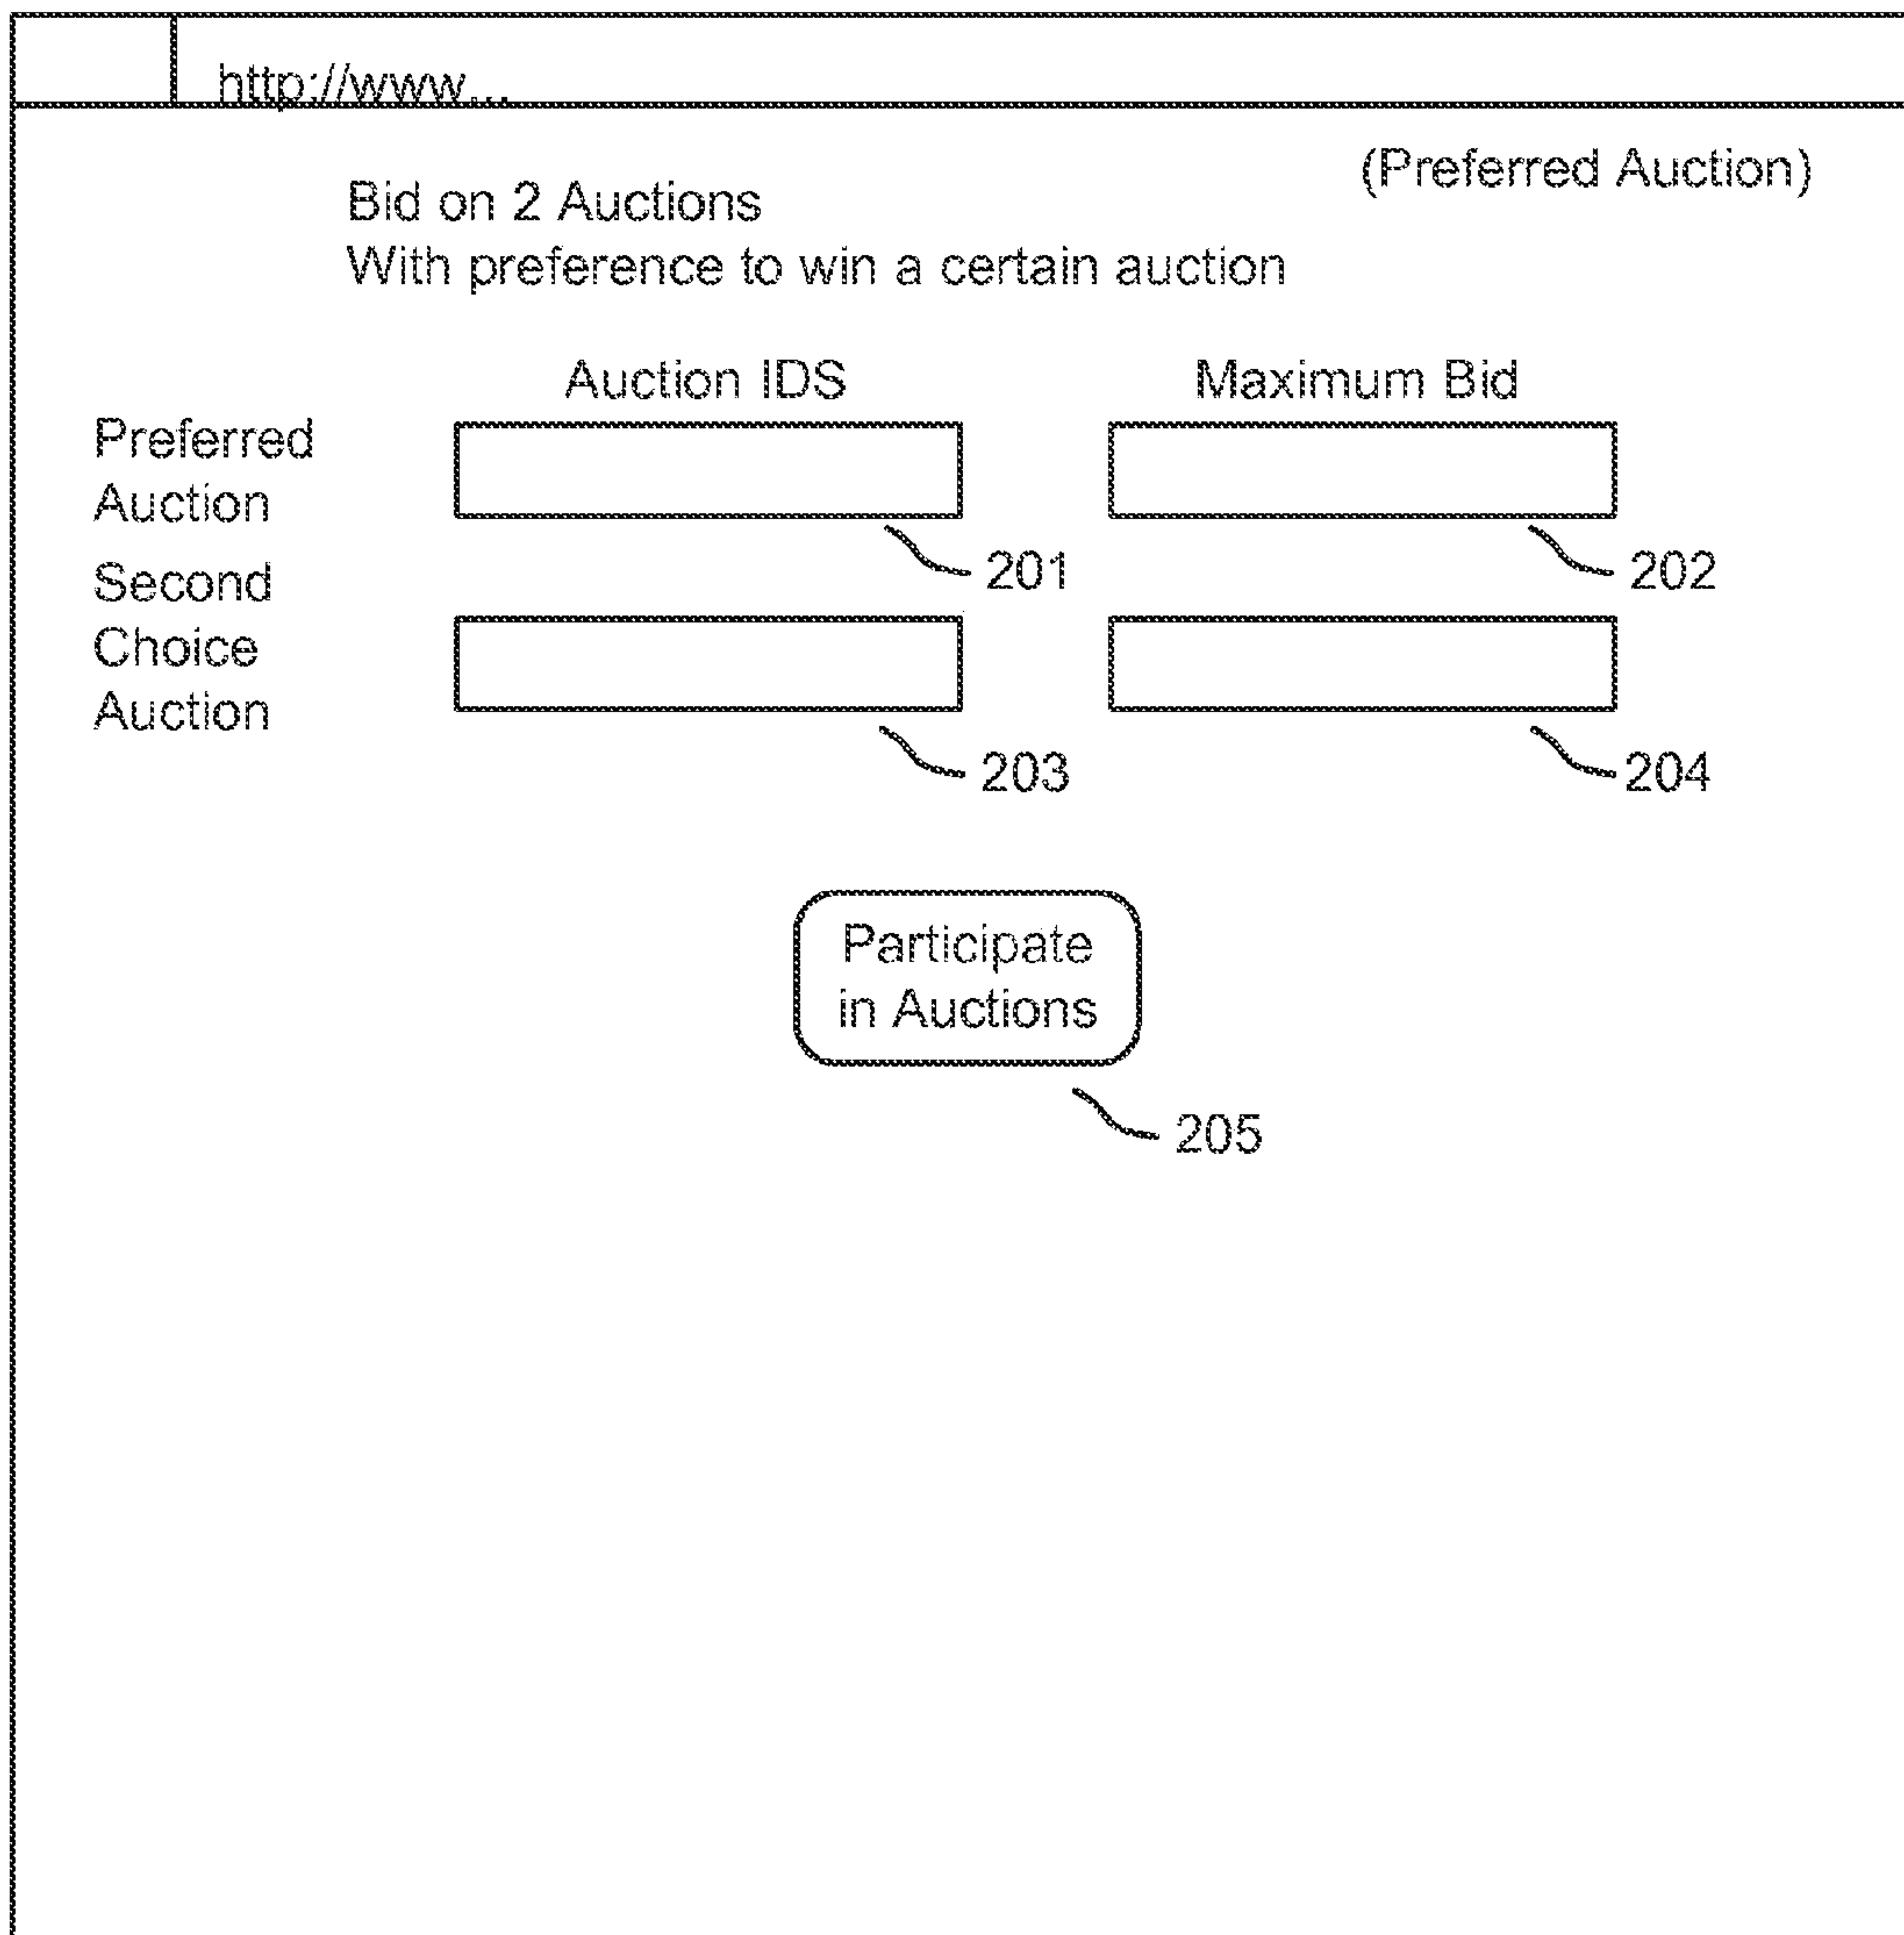 http://www...
(Preferred Auction)
Bid on 2 Auctions
With preference to win a certain auction
Auction IDS
Maximum Bid
Preferred
Auction
201
202
Second
Choice
Auction
203
204
Participate
in Auctions
205